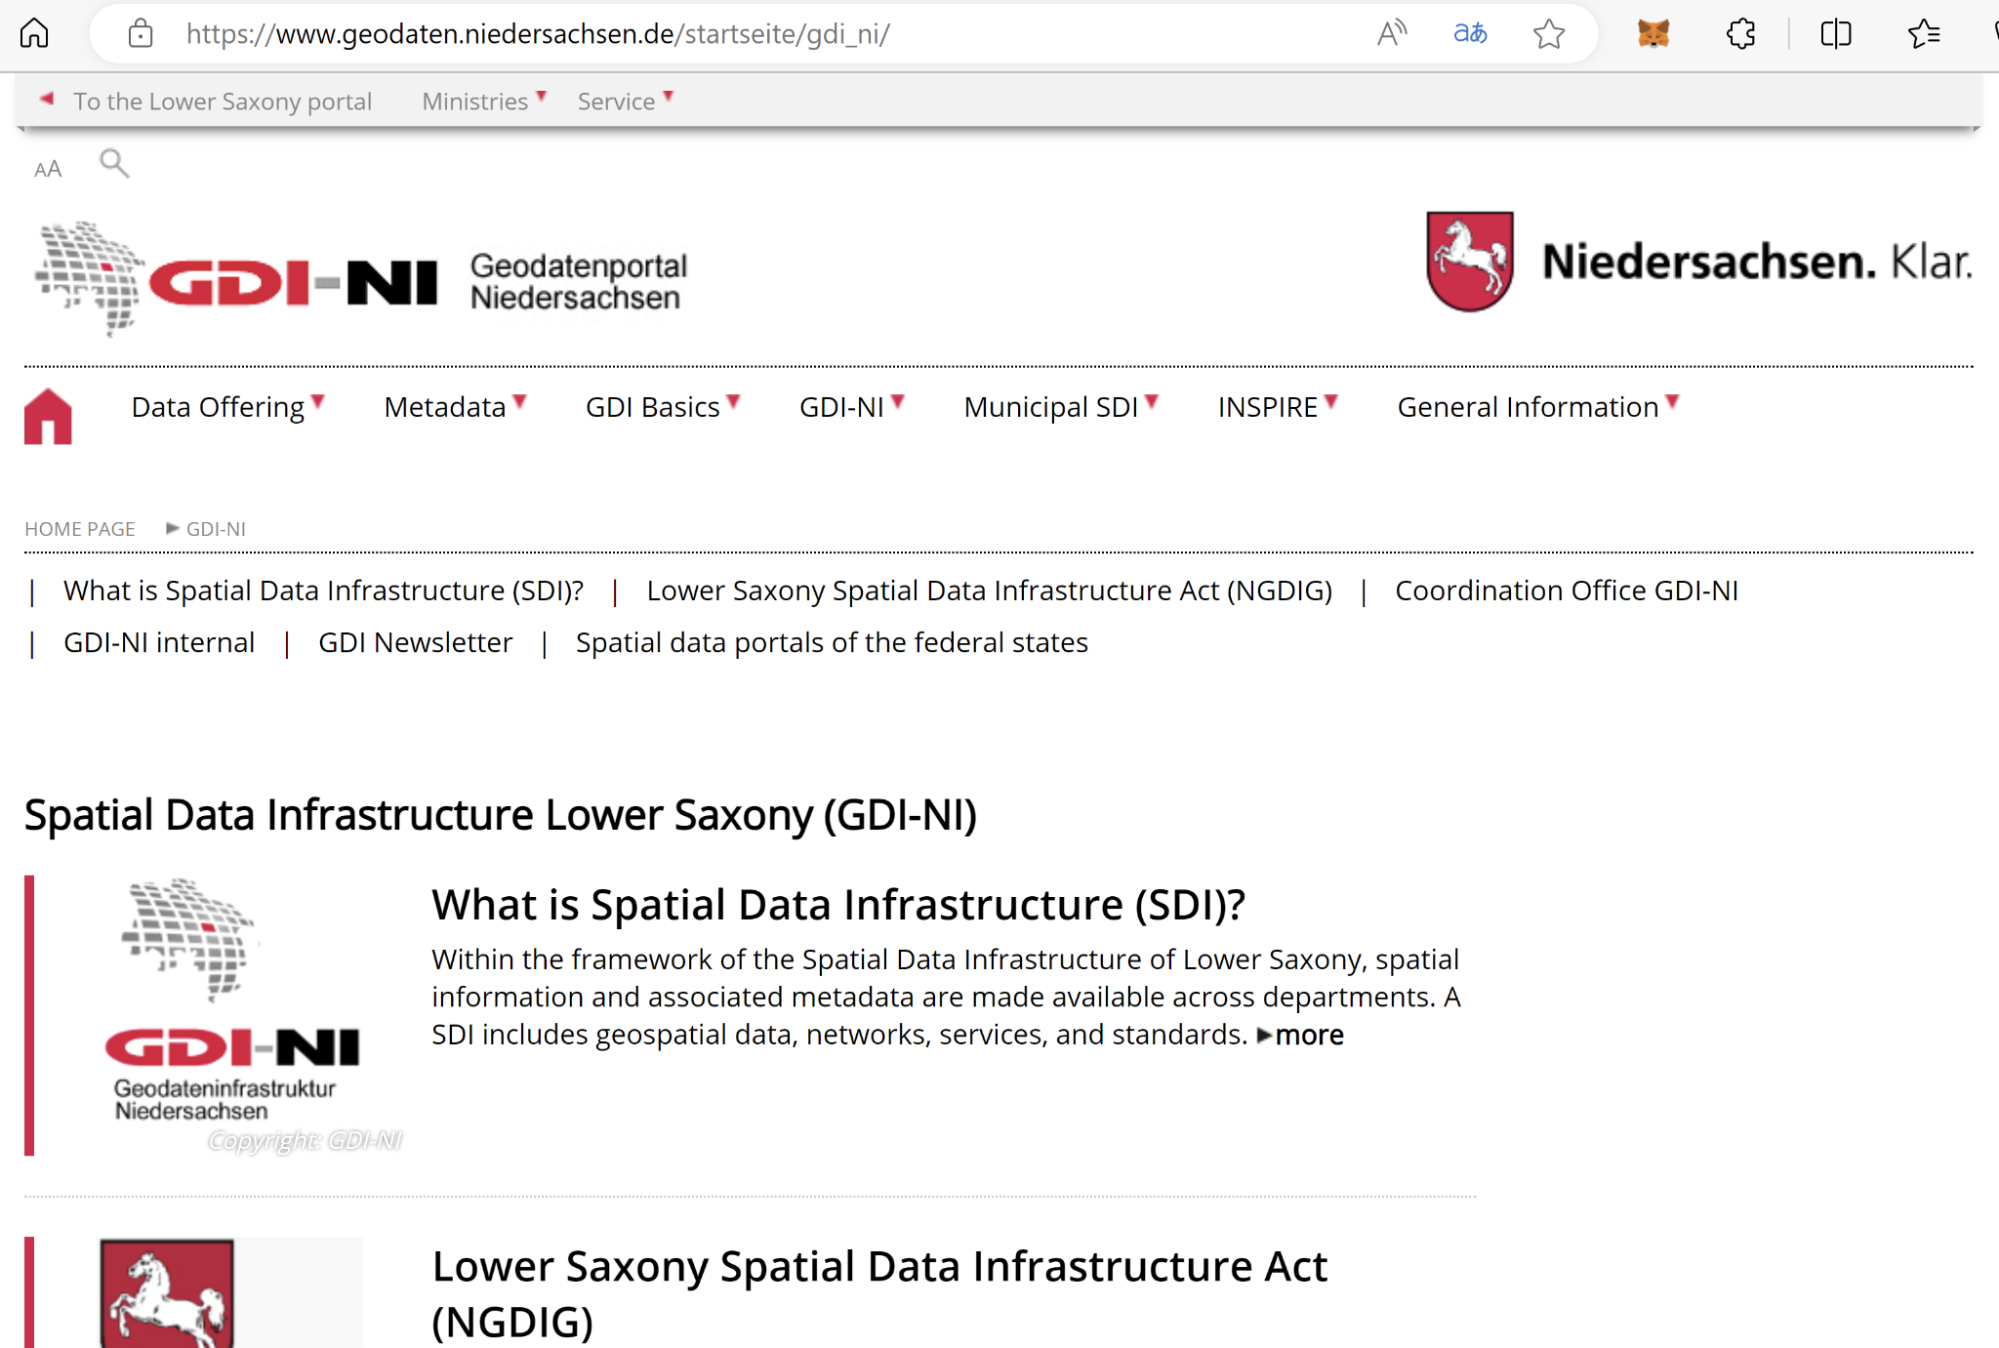 https://www.geodaten.niedersachsen.de/startseite/gdi_ni/
To the Lower Saxony portal Ministries Service
AA
GDI-NI Geodatenportal
Niedersachsen
Niedersachsen. Klar.
Data Offering Metadata GDI Basics GDI-NI Municipal SDI INSPIRE General Information
HOME PAGE GDI-NI
| What is Spatial Data Infrastructure (SDI)? | Lower Saxony Spatial Data Infrastructure Act (NGDIG) | Coordination Office GDI-NI
| GDI-NI internal | GDI Newsletter | Spatial data portals of the federal states
Spatial Data Infrastructure Lower Saxony (GDI-NI)
GDI-NI
Geodateninfrastruktur
Niedersachsen
Copyright: GDI-NI
What is Spatial Data Infrastructure (SDI)?
Within the framework of the Spatial Data Infrastructure of Lower Saxony, spatial
information and associated metadata are made available across departments. A
SDI includes geospatial data, networks, services, and standards. ►more
Lower Saxony Spatial Data Infrastructure Act
(NGDIG)